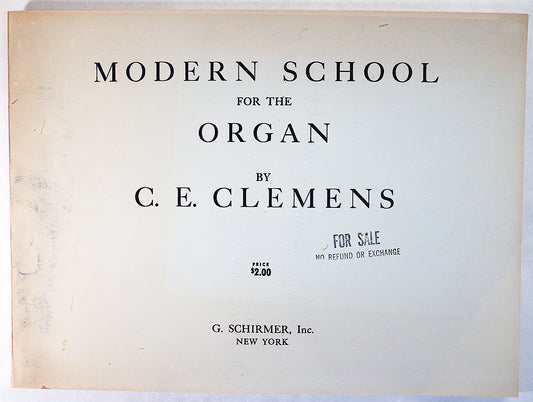 MODERN SCHOOL
FOR THE
ORGAN
BY
C. E. CLEMENS
FOR SALE
NO REFUND OR EXCHANGE
PRICE
$2.00
G. SCHIRMER, Inc.
NEW YORK